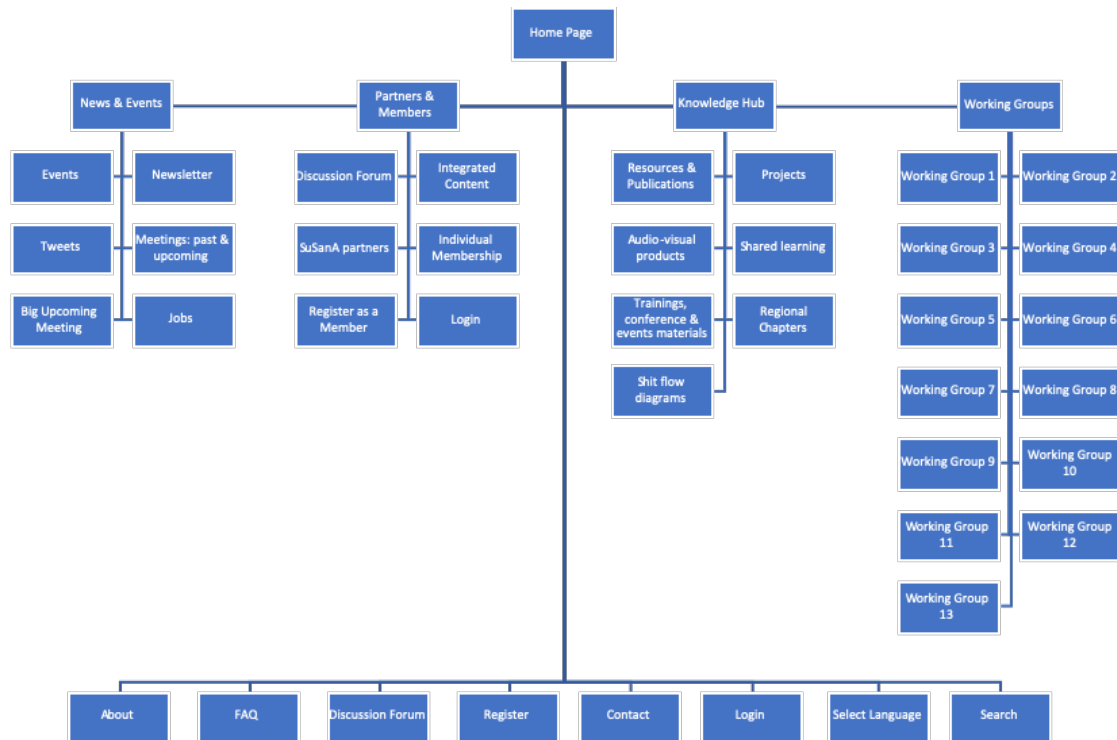 Home Page
News & Events
Partners &
Members
Knowledge Hub
Working Groups
Events
Newsletter
Tweets
Meetings: past &
upcoming
Big Upcoming
Meeting
Jobs
Discussion Forum
Integrated
Content
SuSanA partners
Individual
Membership
Register as a
Member
Login
Resources &
Publications
Projects
Audio-visual
products
Shared learning
Trainings,
conference &
events materials
Regional
Chapters
Shit flow
diagrams
Working Group 1
Working Group 2
Working Group 3
Working Group 4
Working Group 5
Working Group 6
Working Group 7
Working Group 8
Working Group 9
Working Group
10
Working Group
11
Working Group
12
Working Group
13
About
FAQ
Discussion Forum
Register
Contact
Login
Select Language
Search